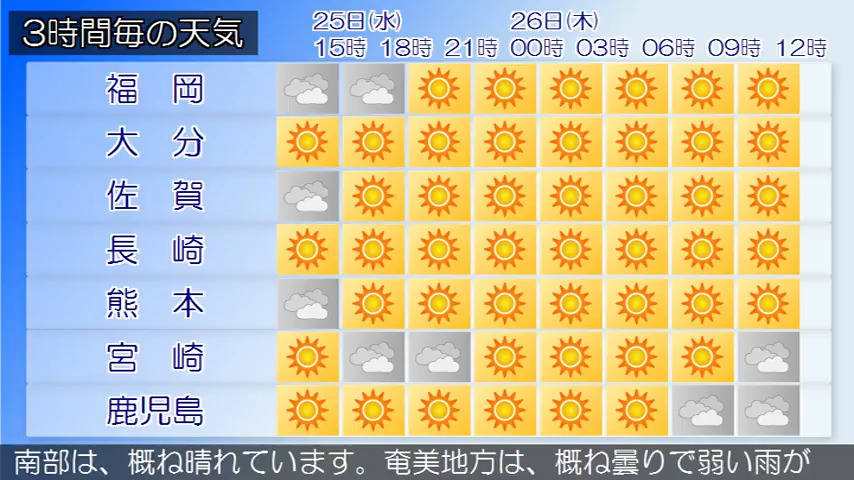 3時間毎の天気
25日(水) 26日(木)
15時 18時 21時 00時 03時 06時 09時 12時
福岡
大分
佐賀
長崎
熊本
宮崎
鹿児島
南部は、概ね晴れています。奄美地方は、概ね曇りで弱い雨が